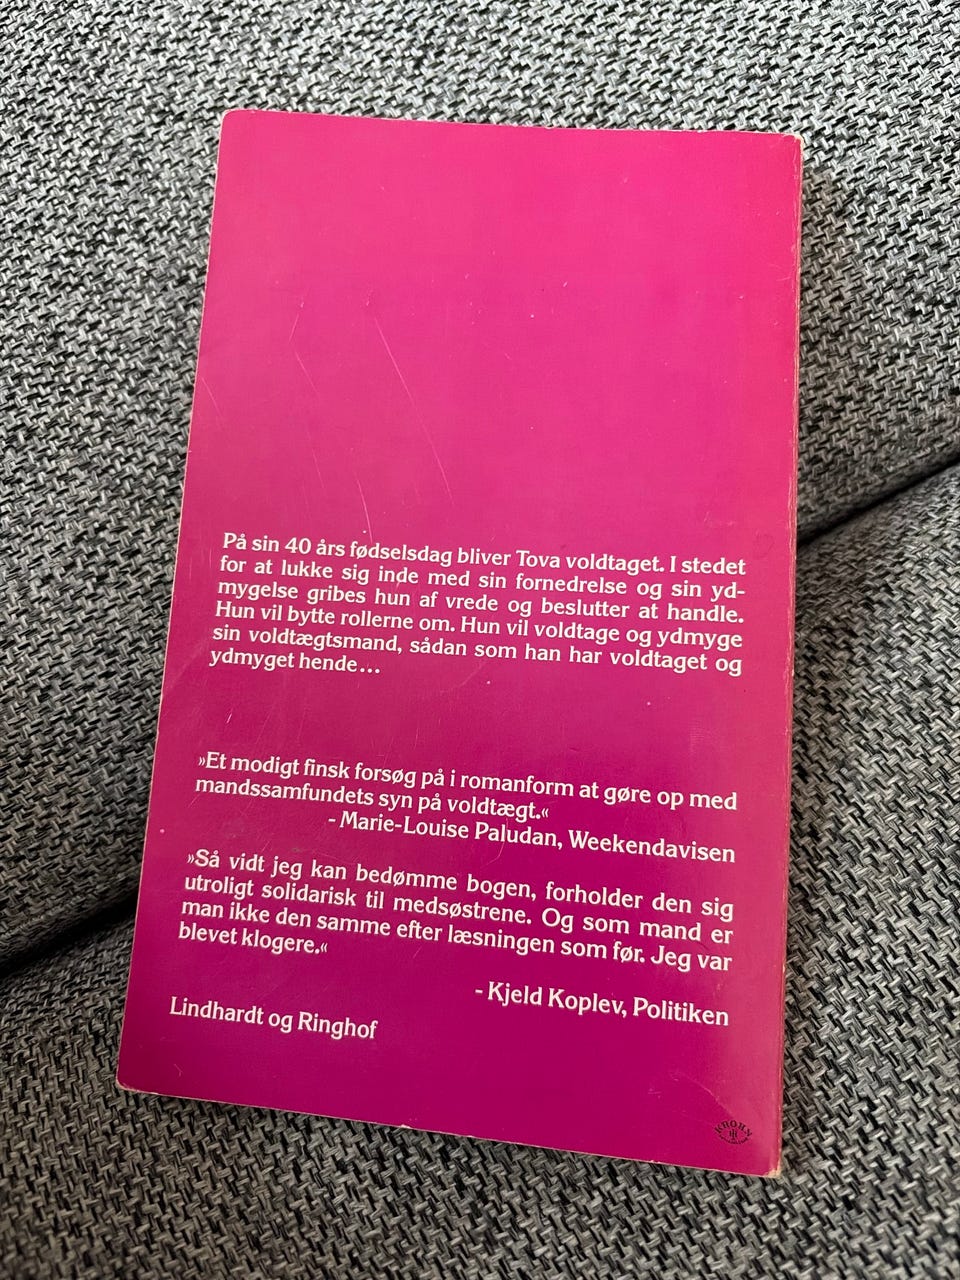 På sin 40 års fødselsdag bliver Tova voldtaget. I stedet
for at lukke sig inde med sin fornedrelse og sin yd-
mygelse gribes hun af vrede og beslutter at handle.
Hun vil bytte rollerne om. Hun vil voldtage og ydmyge
sin voldtægtsmand, sådan som han har voldtaget og
ydmyget hende...
»Et modigt finsk forsøg på i romanform at gøre op med
mandssamfundets syn på voldtægt.«
- Marie-Louise Paludan, Weekendavisen
»Så vidt jeg kan bedømme bogen, forholder den sig
utroligt solidarisk til medsøstrene. Og som mand er
man ikke den samme efter læsningen som før. Jeg var
blevet klogere.«
- Kjeld Koplev, Politiken
Lindhardt og Ringhof
KROHN